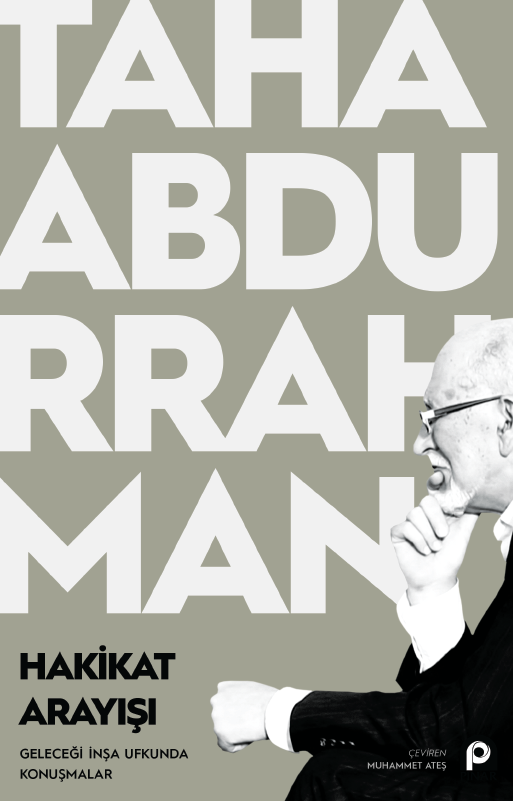 TAHA
ABDU
RRAH
MAN
HAKİKAT
ARAYIŞI
GELECEĞİ İNŞA UFKUNDA
KONUŞMALAR
ÇEVİREN
MUHAMMET ATEŞ